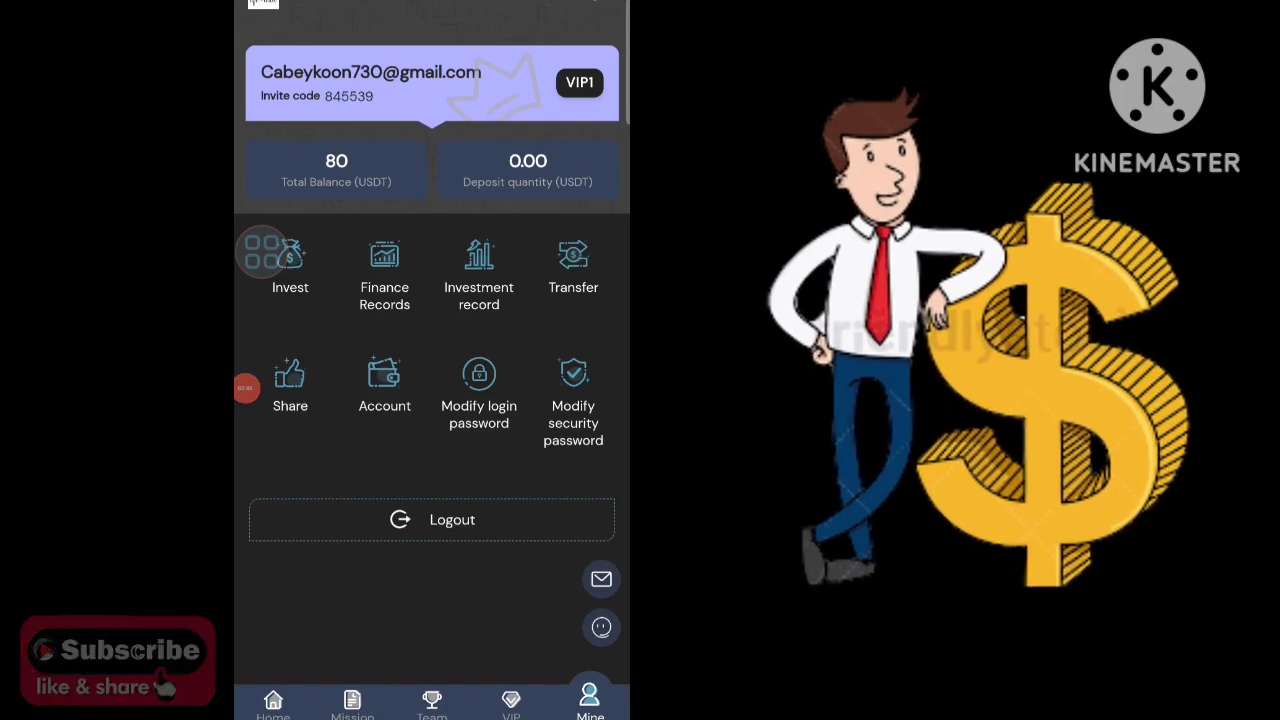 Cabeykoon730@gmail.com
Invite code 845539
VIP1
80
Total Balance (USDT)
0.00
Deposit quantity (USDT)
Invest
Finance
Records
Investment
record
Transfer
Share
Account
Modify login
password
Modify
security
password
Logout
Home
Mission
Team
VIP
Mine
Subscribe
like & share
K
KINEMASTER